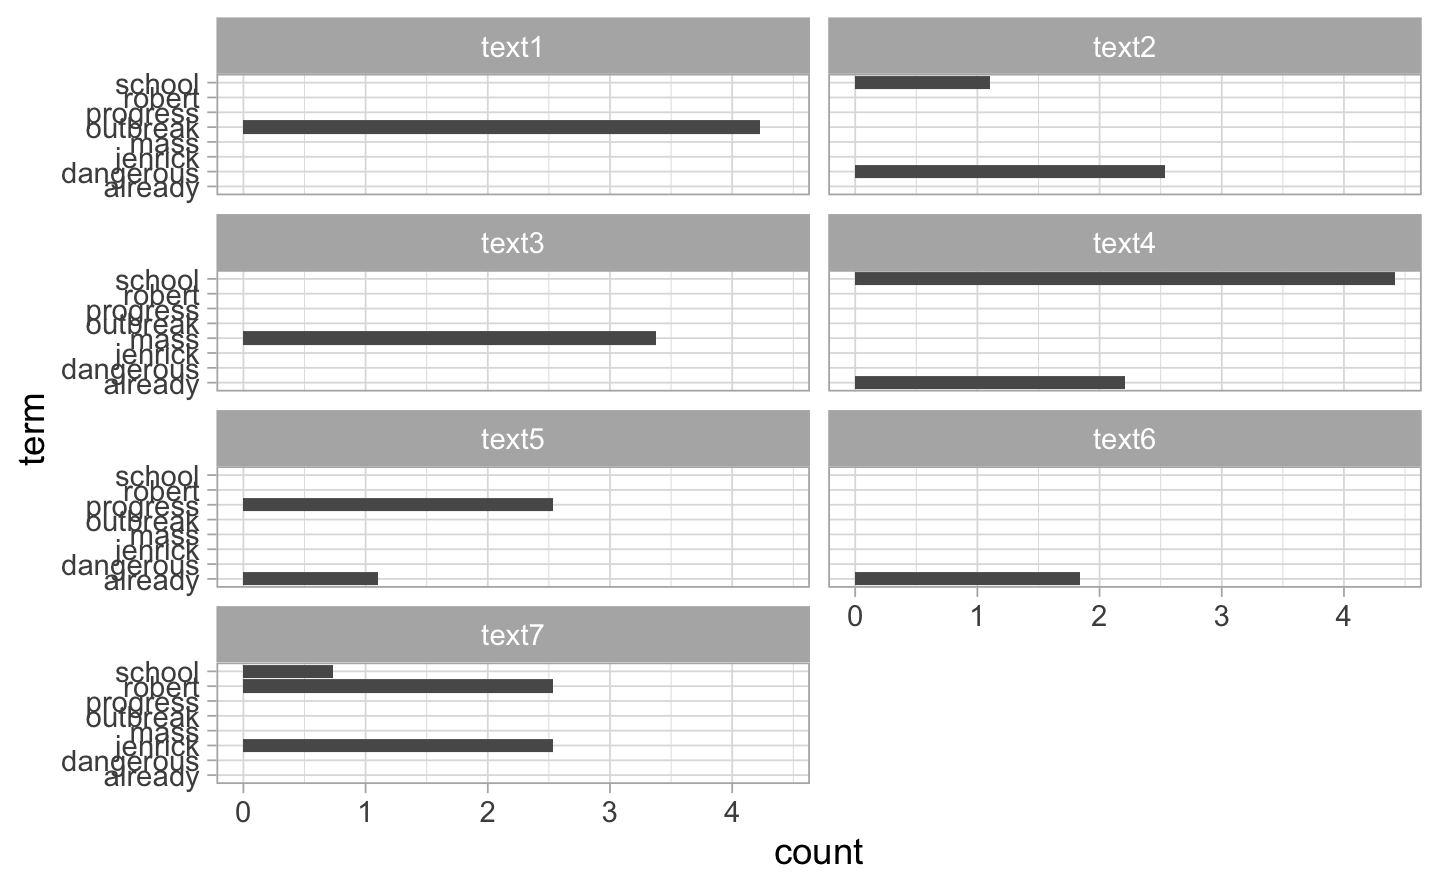 text1
text2
school
robert
progress
outbreak
mass
jenrick
dangerous
already
text3
text4
school
robert
progress
outbreak
mass
jenrick
dangerous
already
text5
text6
school
robert
progress
outbreak
mass
jenrick
dangerous
already
0 1 2 3 4
text7
school
robert
progress
outbreak
mass
jenrick
dangerous
already
0 1 2 3 4
term
count